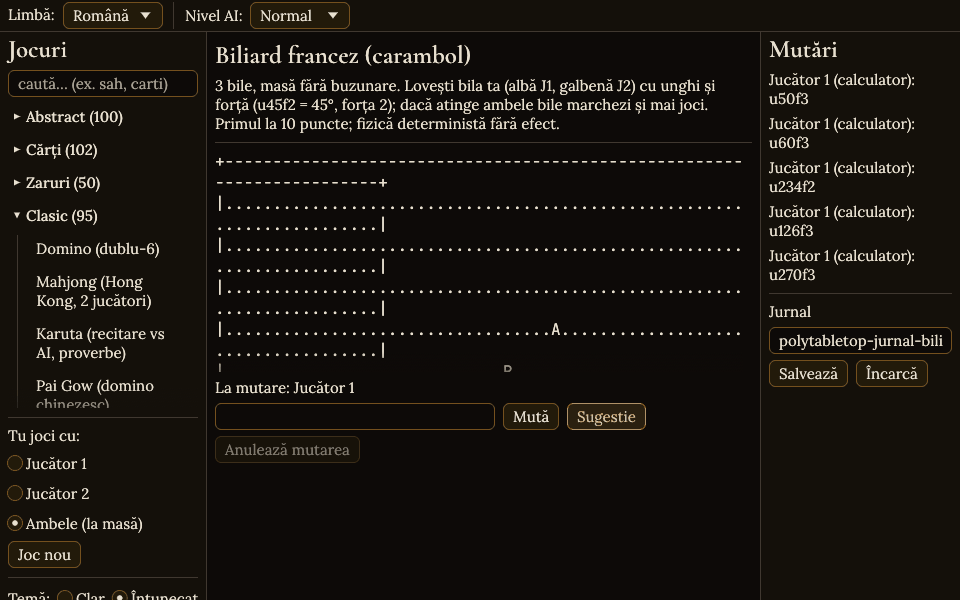 Limbă: Română Nivel AI: Normal
Jocuri
caută... (ex. sah, carti)
Abstract (100)
Cărți (102)
Zaruri (50)
Clasic (95)
Domino (dublu-6)
Mahjong (Hong
Kong, 2 jucători)
Karuta (recitare vs
AI, proverbe)
Pai Gow (domino
chinezesc)
Tu joci cu:
Jucător 1
Jucător 2
Ambele (la masă)
Joc nou
Temă: Clar Întunecat
Biliard francez (carambol)
3 bile, masă fără buzunare. Lovești bila ta (albă J1, galbenă J2) cu unghi și
forță (u45f2 = 45°, forța 2); dacă atinge ambele bile marchezi și mai joci.
Primul la 10 puncte; fizică deterministă fără efect.
+------------------------------------------------------
-----------------+
|......................................................
.................|
|......................................................
.................|
|......................................................
.................|
|..................................A...................
.................|
La mutare: Jucător 1
Mută Sugestie
Anulează mutarea
Mutări
Jucător 1 (calculator):
u50f3
Jucător 1 (calculator):
u60f3
Jucător 1 (calculator):
u234f2
Jucător 1 (calculator):
u126f3
Jucător 1 (calculator):
u270f3
Jurnal
polytabletop-jurnal-bili
Salvează Încarcă